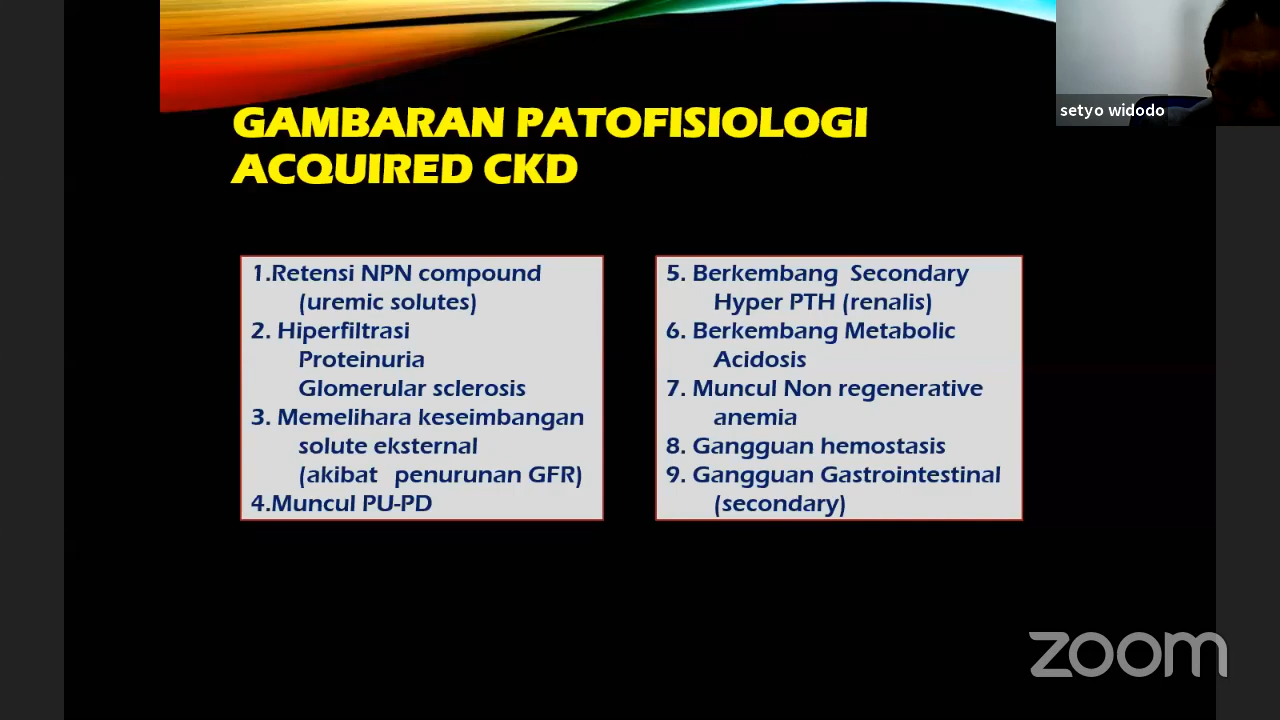 setyo widodo
GAMBARAN PATOFISIOLOGI
ACQUIRED CKD
1.Retensi NPN compound
(uremic solutes)
2. Hiperfiltrasi
Proteinuria
Glomerular sclerosis
3. Memelihara keseimbangan
solute eksternal
(akibat penurunan GFR)
4.Muncul PU-PD
5. Berkembang Secondary
Hyper PTH (renalis)
6. Berkembang Metabolic
Acidosis
7. Muncul Non regenerative
anemia
8. Gangguan hemostasis
9. Gangguan Gastrointestinal
(secondary)
zoom